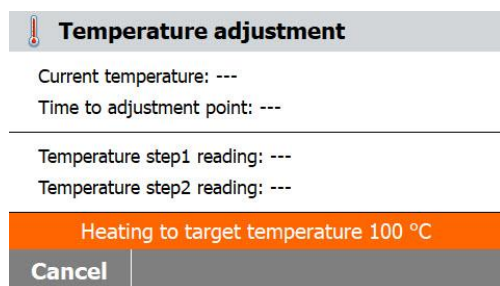 Temperature adjustment
Current temperature: ---
Time to adjustment point: ---
Temperature step1 reading: ---
Temperature step2 reading: ---
Heating to target temperature 100 °C
Cancel